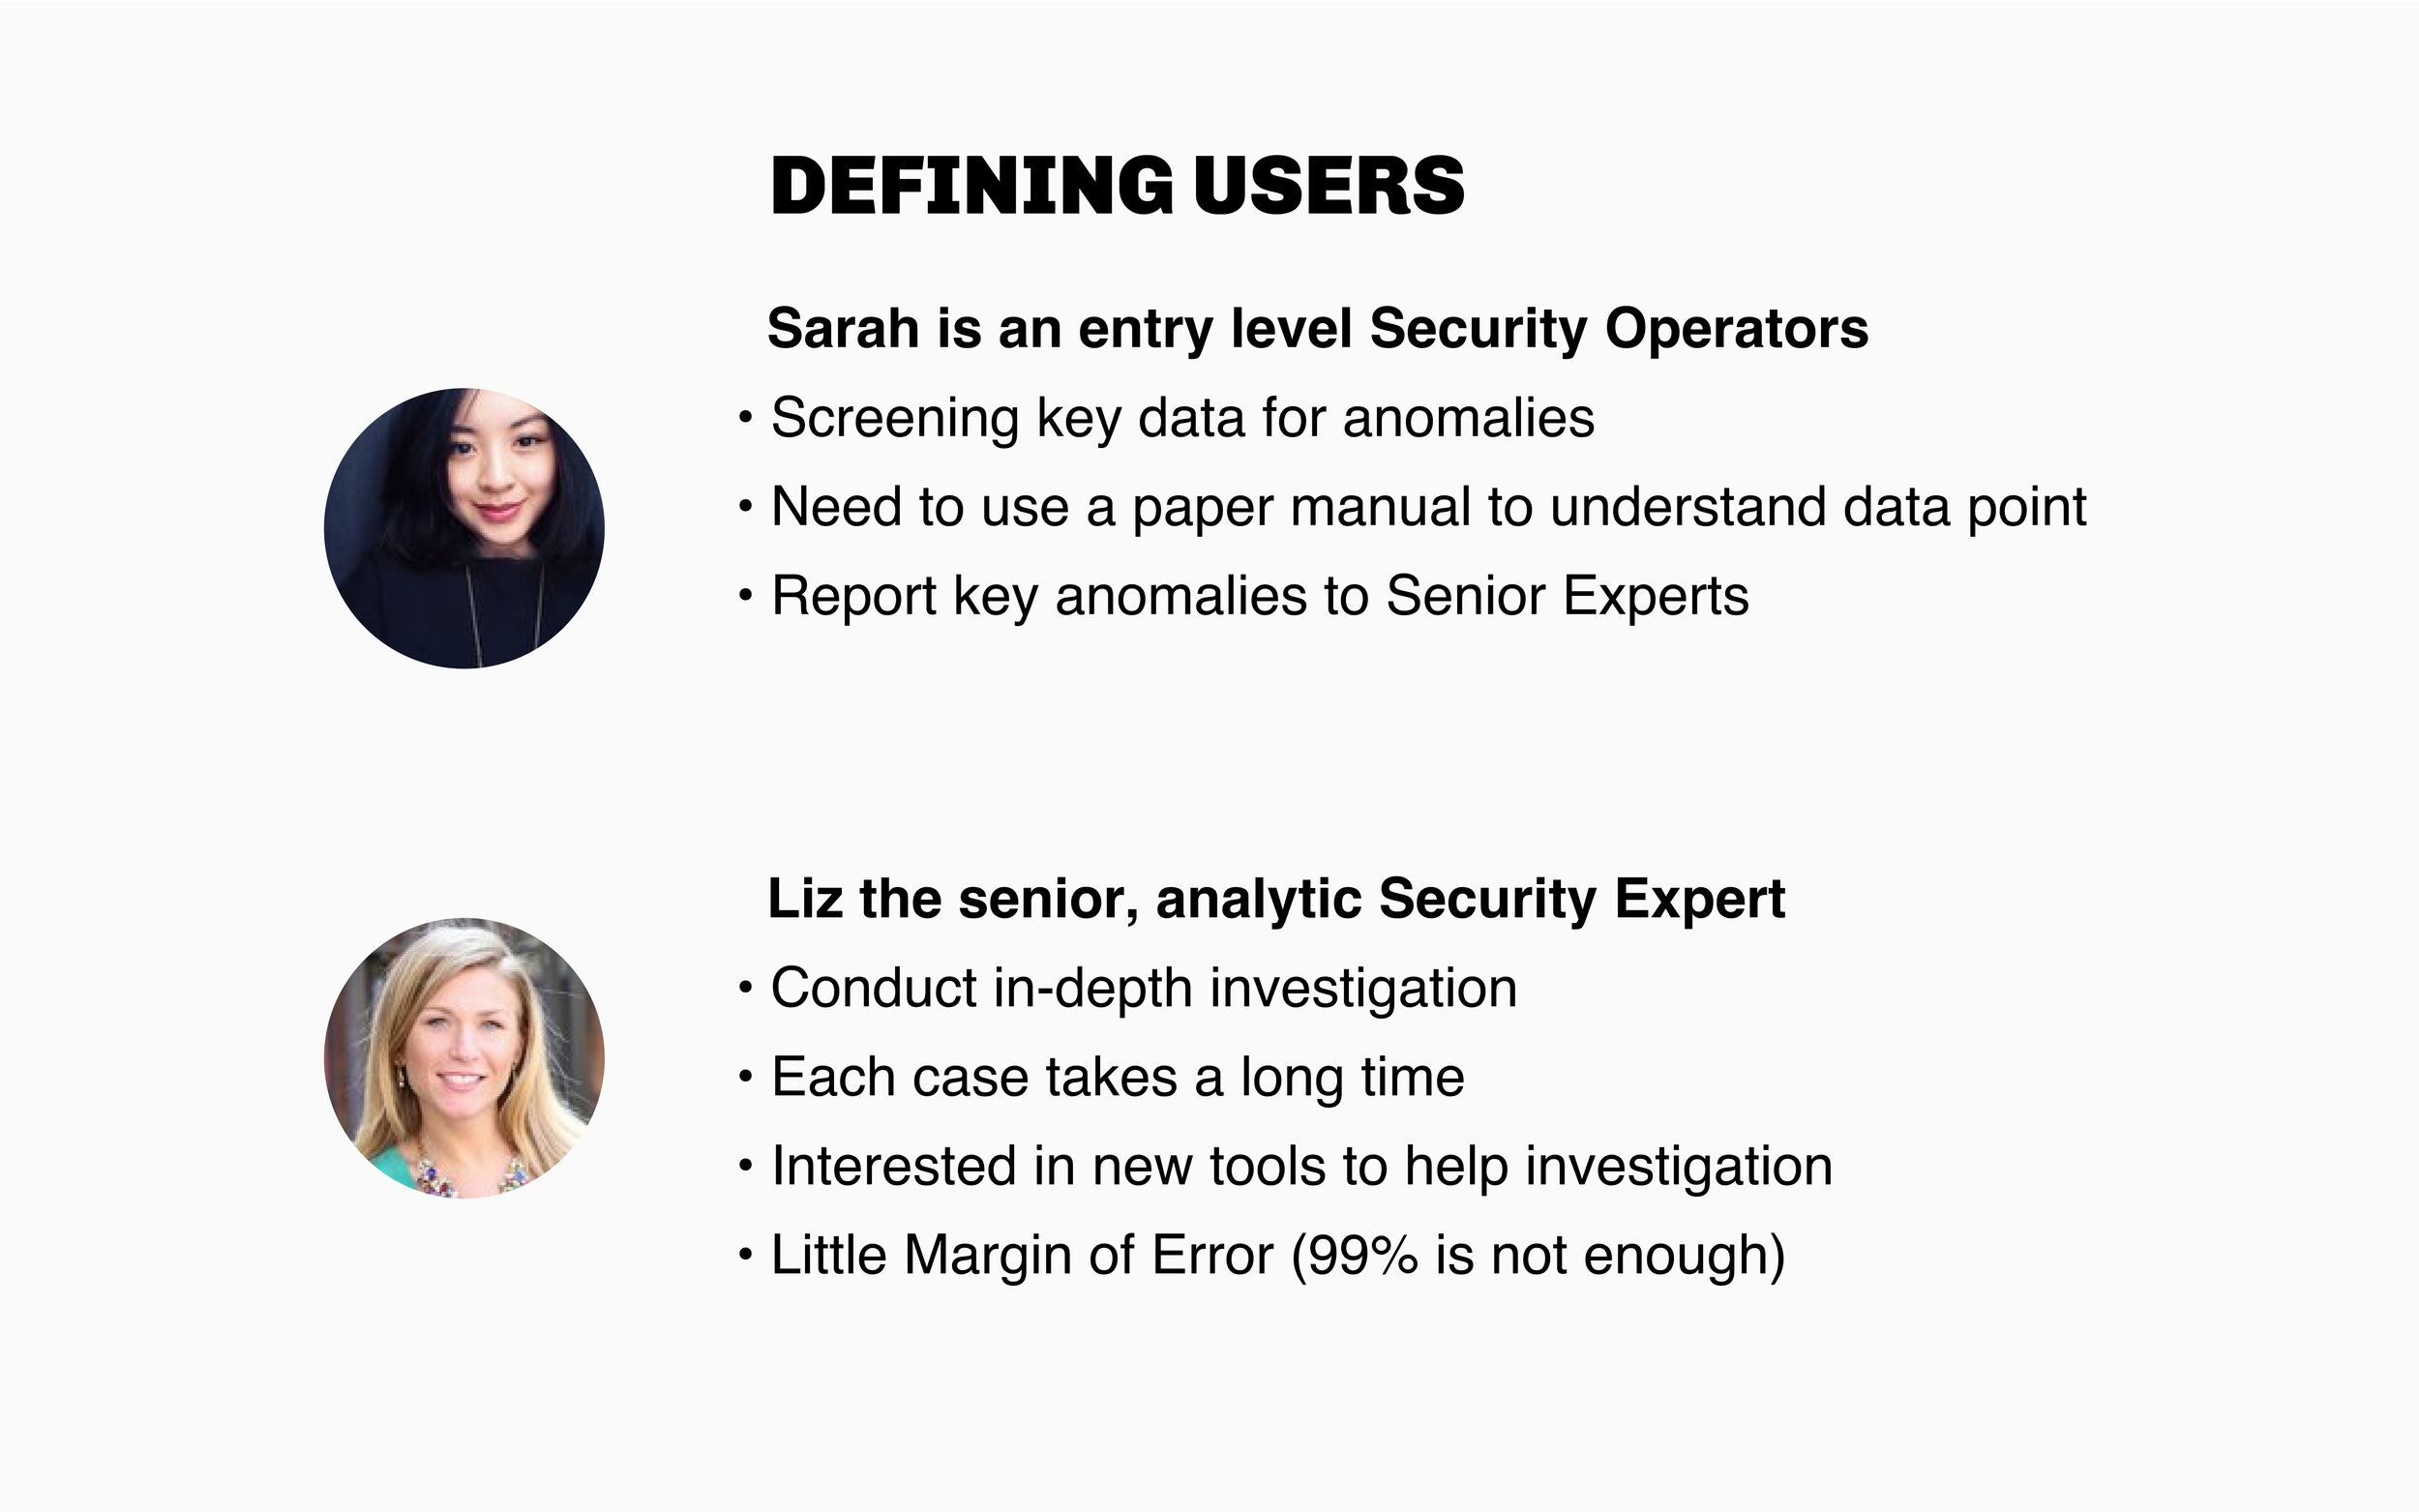 DEFINING USERS
Sarah is an entry level Security Operators
• Screening key data for anomalies
• Need to use a paper manual to understand data point
• Report key anomalies to Senior Experts
Liz the senior, analytic Security Expert
• Conduct in-depth investigation
• Each case takes a long time
• Interested in new tools to help investigation
• Little Margin of Error (99% is not enough)